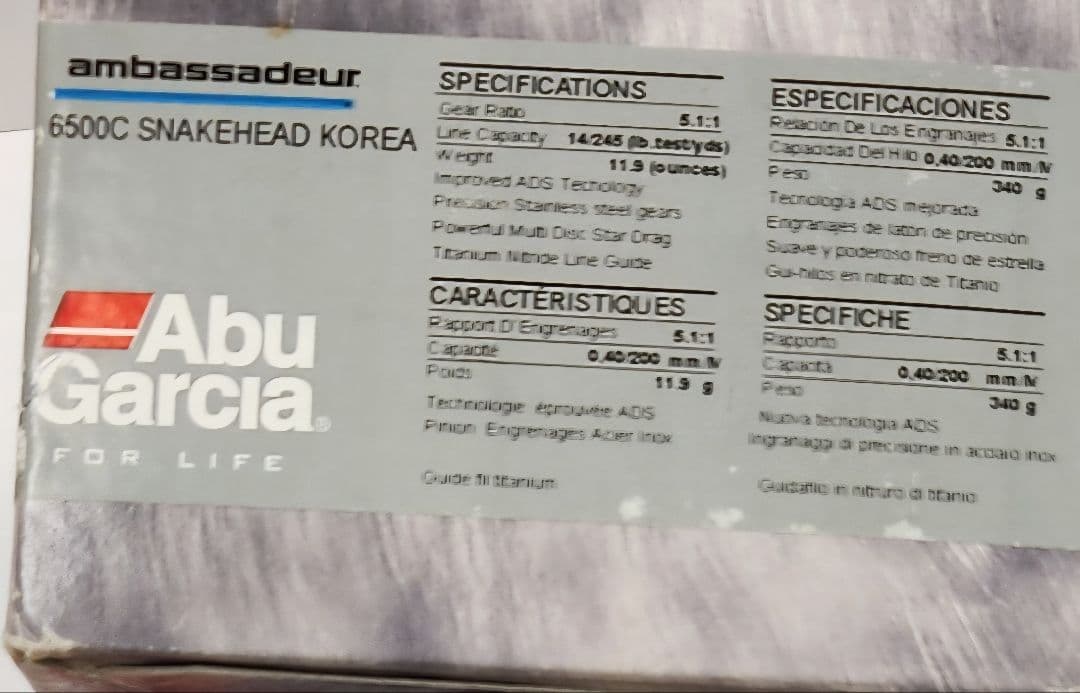 ambassadeur
6500C SNAKEHEAD KOREA
Abu
Garcia
FOR LIFE
SPECIFICATIONS
Gear Ratio 5.1:1
Line Capacity 14/245 (lb.test/yds)
Weight 11.9 (ounces)
Improved ADS Technology
Precision Stainless steel gears
Powerful Multi Disc Star Drag
Titanium Nitride Line Guide
CARACTÉRISTIQUES
Rapport D'Engrenages 5.1:1
Capacité 0,40/200 mm/M
Poids 11.9 g
Technologie éprouvée ADS
Pinion Engrenages Acier Inox
Guide fil titanium
ESPECIFICACIONES
Relación De Los Engranajes 5.1:1
Capacidad Del Hilo 0,40/200 mm/M
Peso 340 g
Tecnologia ADS mejorada
Engranajes de latón de precisión
Suave y poderoso freno de estrella
Gui-hilos en nitrato de Titanio
SPECIFICHE
Rapporto 5.1:1
Capacità 0,40/200 mm/M
Peso 340 g
Nuova tecnologia ADS
Ingranaggi di precisione in acciaio inox
Guidafilo in nitruro di titanio